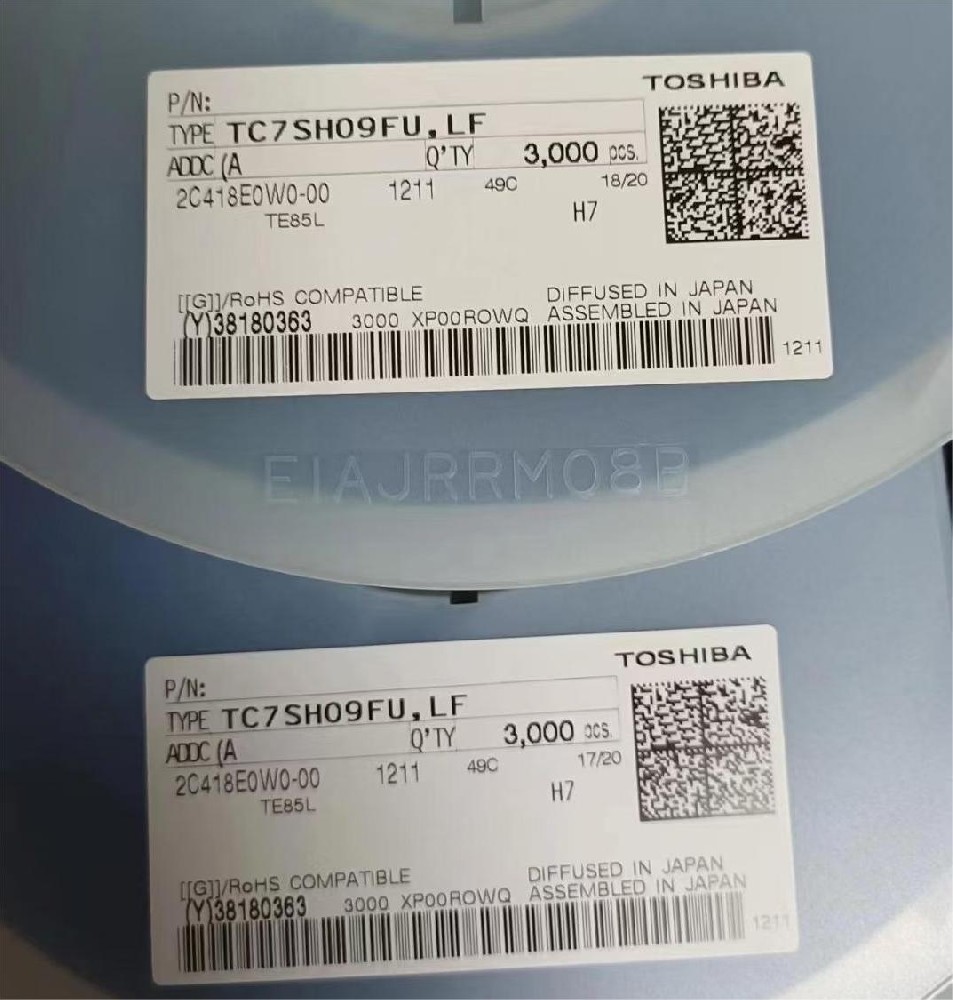 TOSHIBA
P/N:
TYPE TC7SH09FU,LF
ADDC (A Q'TY 3,000 pcs.
2C418E0W0-00 1211 49C 18/20
TE85L H7
[[G]]/RoHS COMPATIBLE DIFFUSED IN JAPAN
(Y)38180363 3000 XP00ROWQ ASSEMBLED IN JAPAN
1211
EIAJRRM08B
TOSHIBA
P/N:
TYPE TC7SH09FU,LF
ADDC (A Q'TY 3,000 pcs.
2C418E0W0-00 1211 49C 17/20
TE85L H7
[[G]]/RoHS COMPATIBLE DIFFUSED IN JAPAN
(Y)38180363 3000 XP00ROWQ ASSEMBLED IN JAPAN
1211